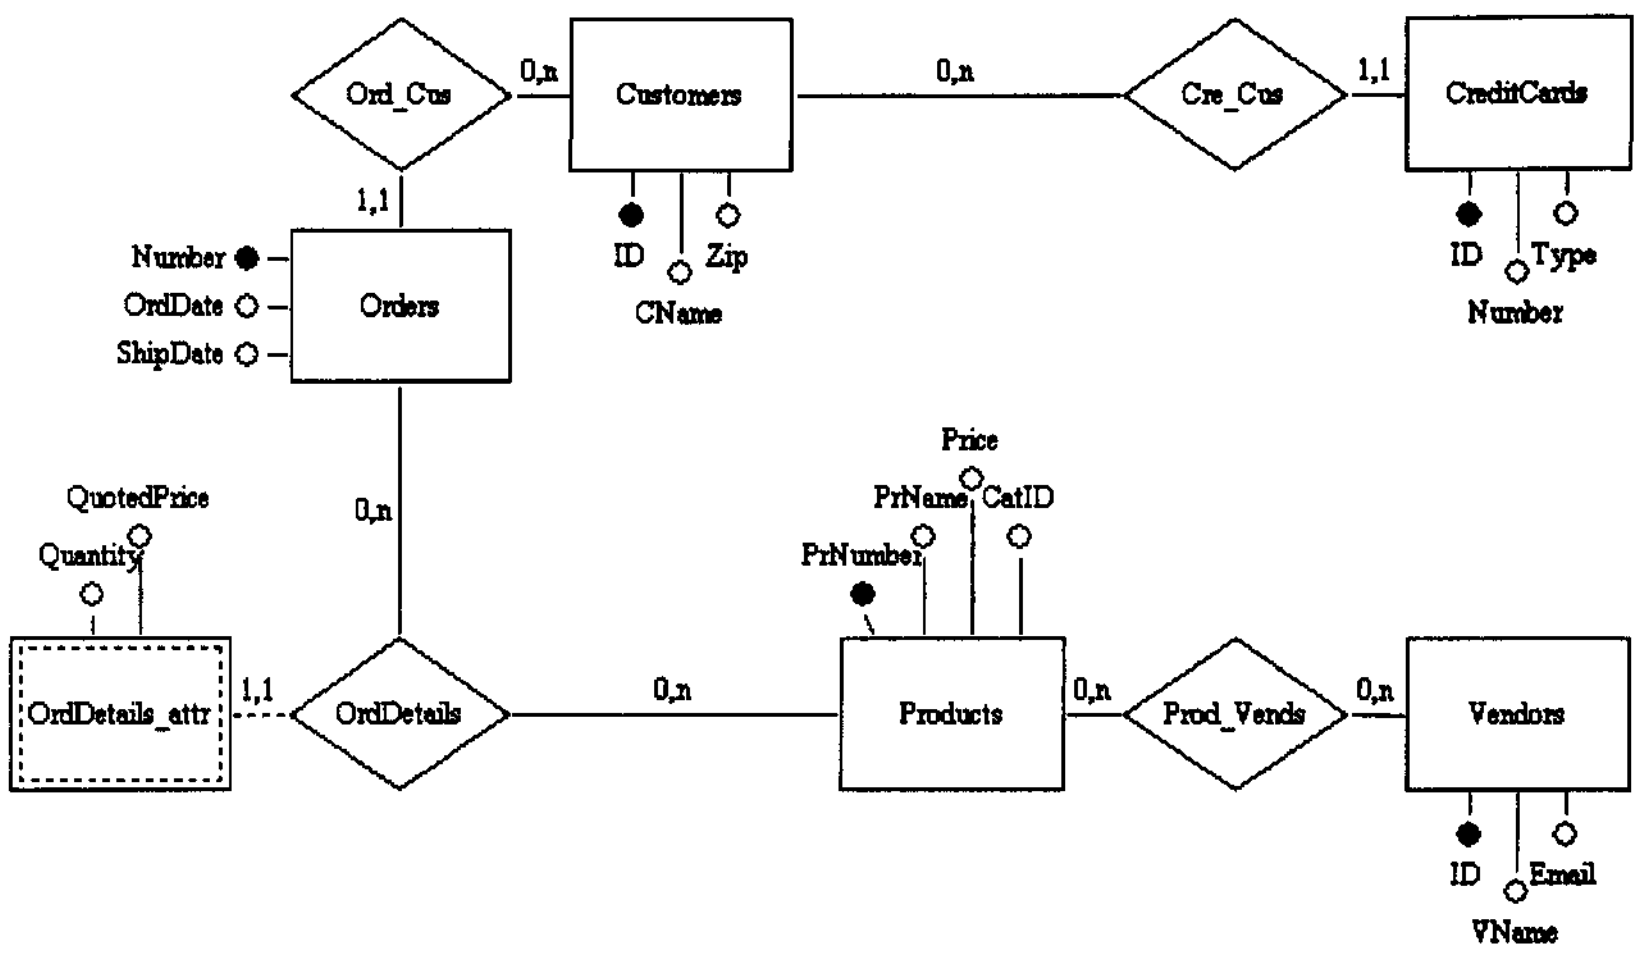 Ord_Cus
0,n
Customers
0,n
Cre_Cus
1,1
CreditCards
1,1
ID
Zip
CName
ID
Type
Number
Number
OrdDate
ShipDate
Orders
0,n
QuotedPrice
Quantity
Price
PrName
CatID
PrNumber
OrdDetails_attr
1,1
OrdDetails
0,n
Products
0,n
Prod_Vends
0,n
Vendors
ID
Email
VName